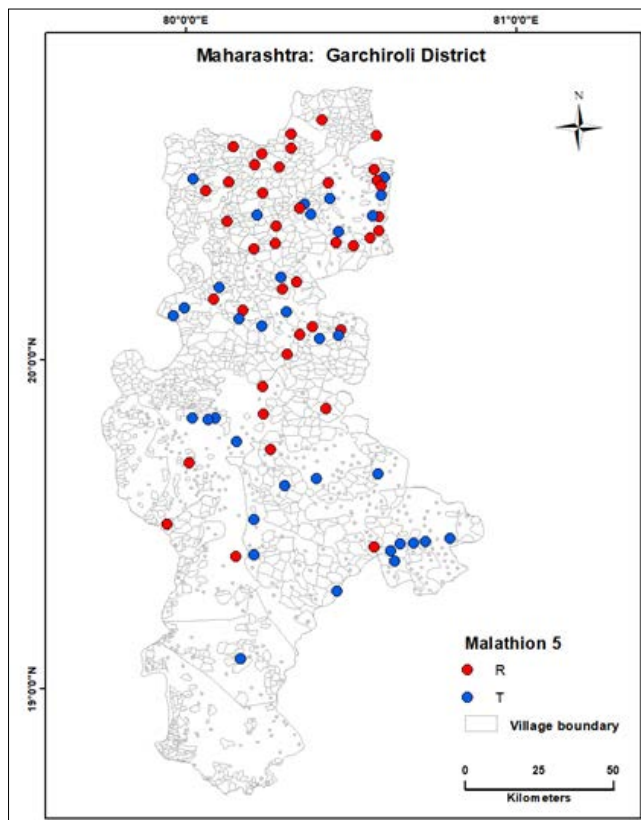 80°0'0"E
81°0'0"E
Maharashtra: Garchiroli District
N
20°0'0"N
19°0'0"N
Malathion 5
R
T
Village boundary
0 25 50
Kilometers